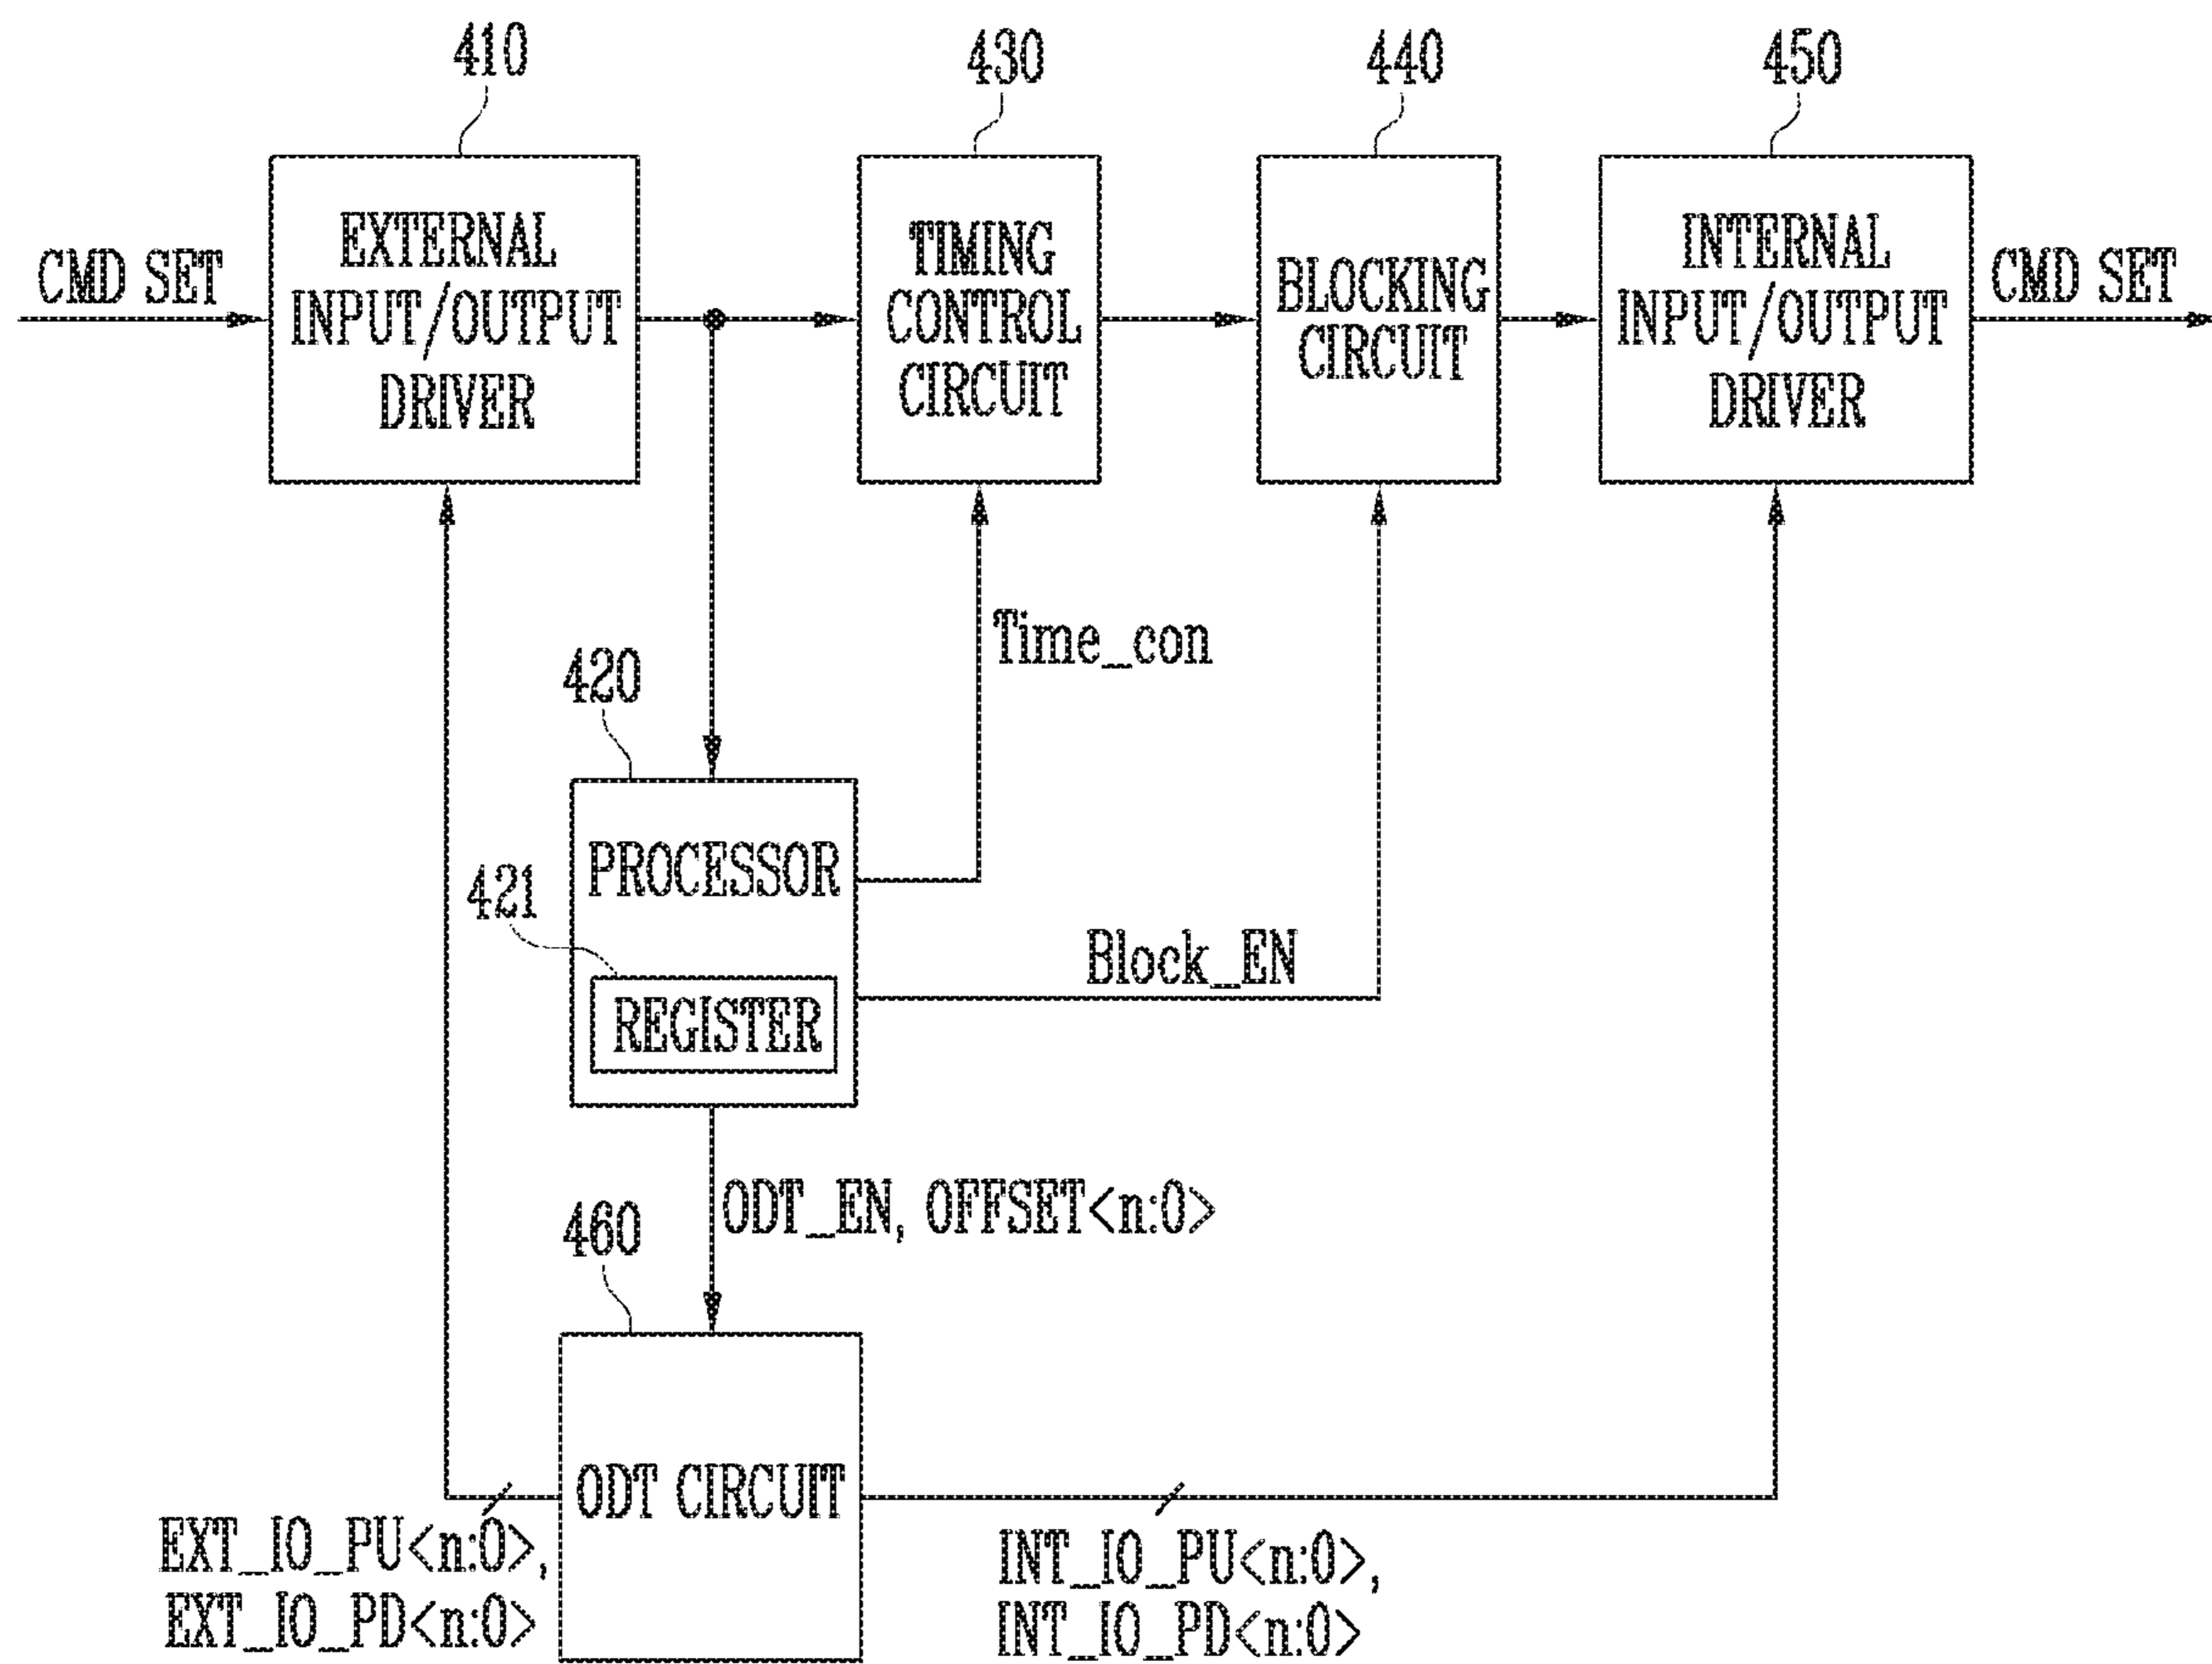 410
430
440
450
CMD SET
EXTERNAL
INPUT/OUTPUT
DRIVER
TIMING
CONTROL
CIRCUIT
BLOCKING
CIRCUIT
INTERNAL
INPUT/OUTPUT
DRIVER
CMD SET
Time_con
420
PROCESSOR
421
REGISTER
Block_EN
ODT_EN, OFFSET<n:0>
460
ODT CIRCUIT
EXT_IO_PU<n:0>,
EXT_IO_PD<n:0>
INT_IO_PU<n:0>,
INT_IO_PD<n:0>